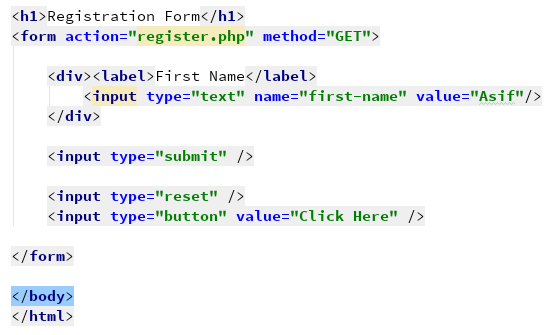 <h1>Registration Form</h1>
<form action="register.php" method="GET">
<div><label>First Name</label>
<input type="text" name="first-name" value="Asif"/>
</div>
<input type="submit" />
<input type="reset" />
<input type="button" value="Click Here" />
</form>
</body>
</html>